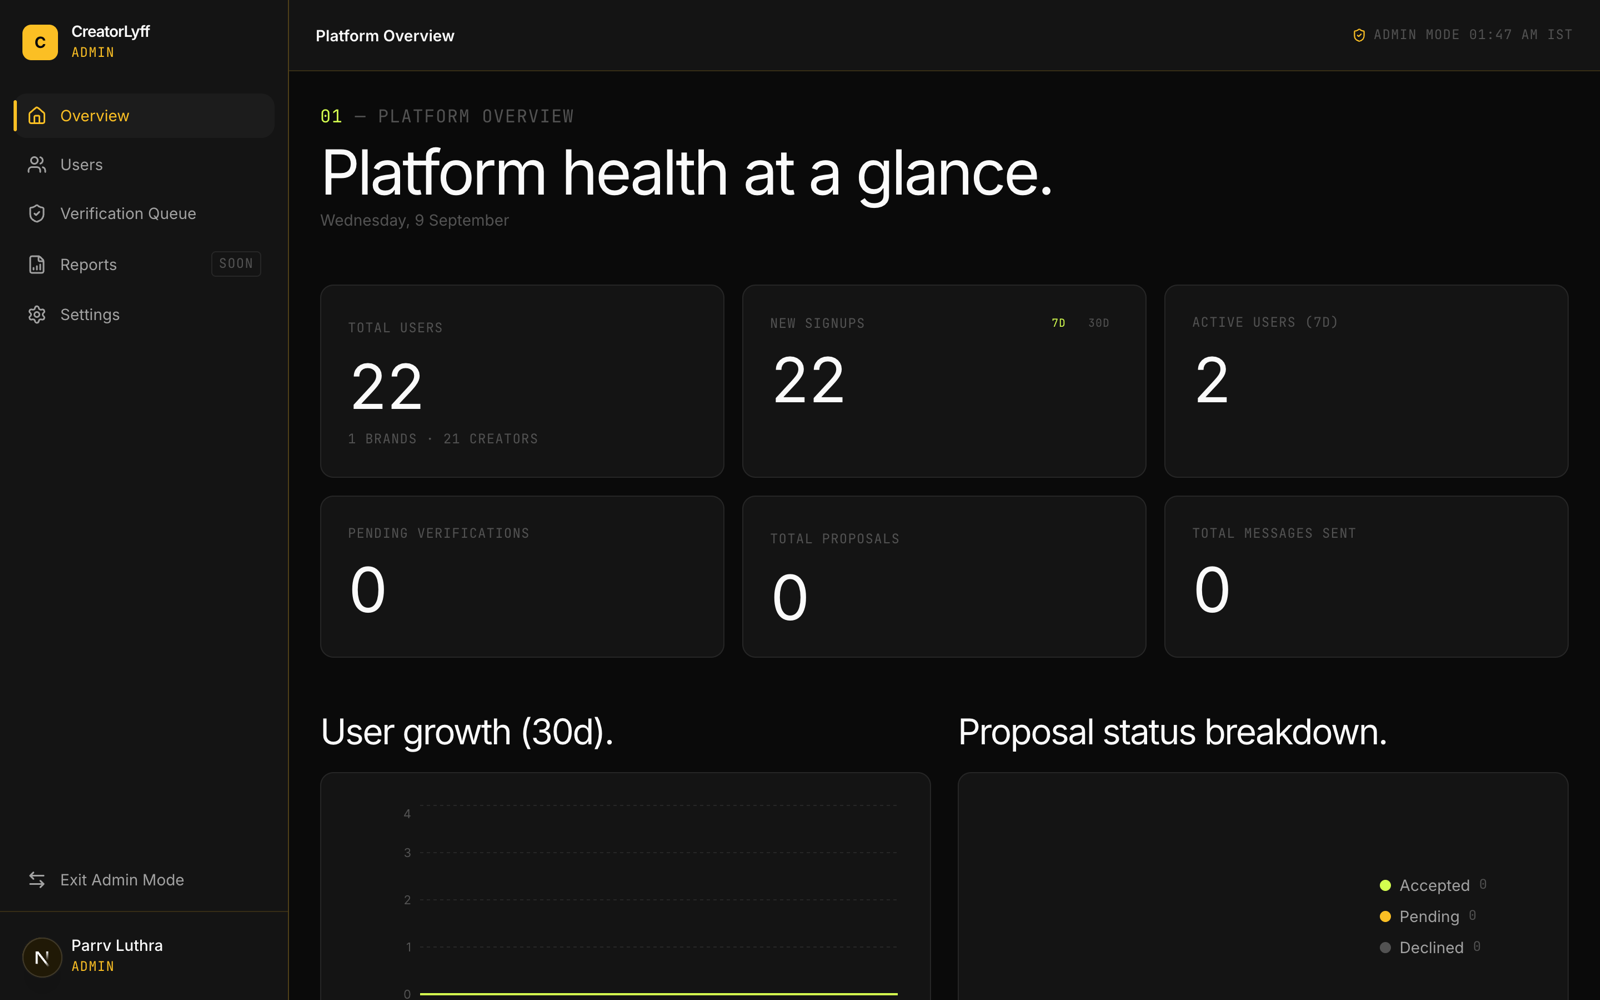 C
CreatorLyff
ADMIN
Overview
Users
Verification Queue
Reports
SOON
Settings
Exit Admin Mode
N
Parrv Luthra
ADMIN
Platform Overview
ADMIN MODE 01:47 AM IST
01 — PLATFORM OVERVIEW
Platform health at a glance.
Wednesday, 9 September
TOTAL USERS
22
1 BRANDS · 21 CREATORS
NEW SIGNUPS
7D
30D
22
ACTIVE USERS (7D)
2
PENDING VERIFICATIONS
0
TOTAL PROPOSALS
0
TOTAL MESSAGES SENT
0
User growth (30d).
4
3
2
1
0
Proposal status breakdown.
Accepted 0
Pending 0
Declined 0